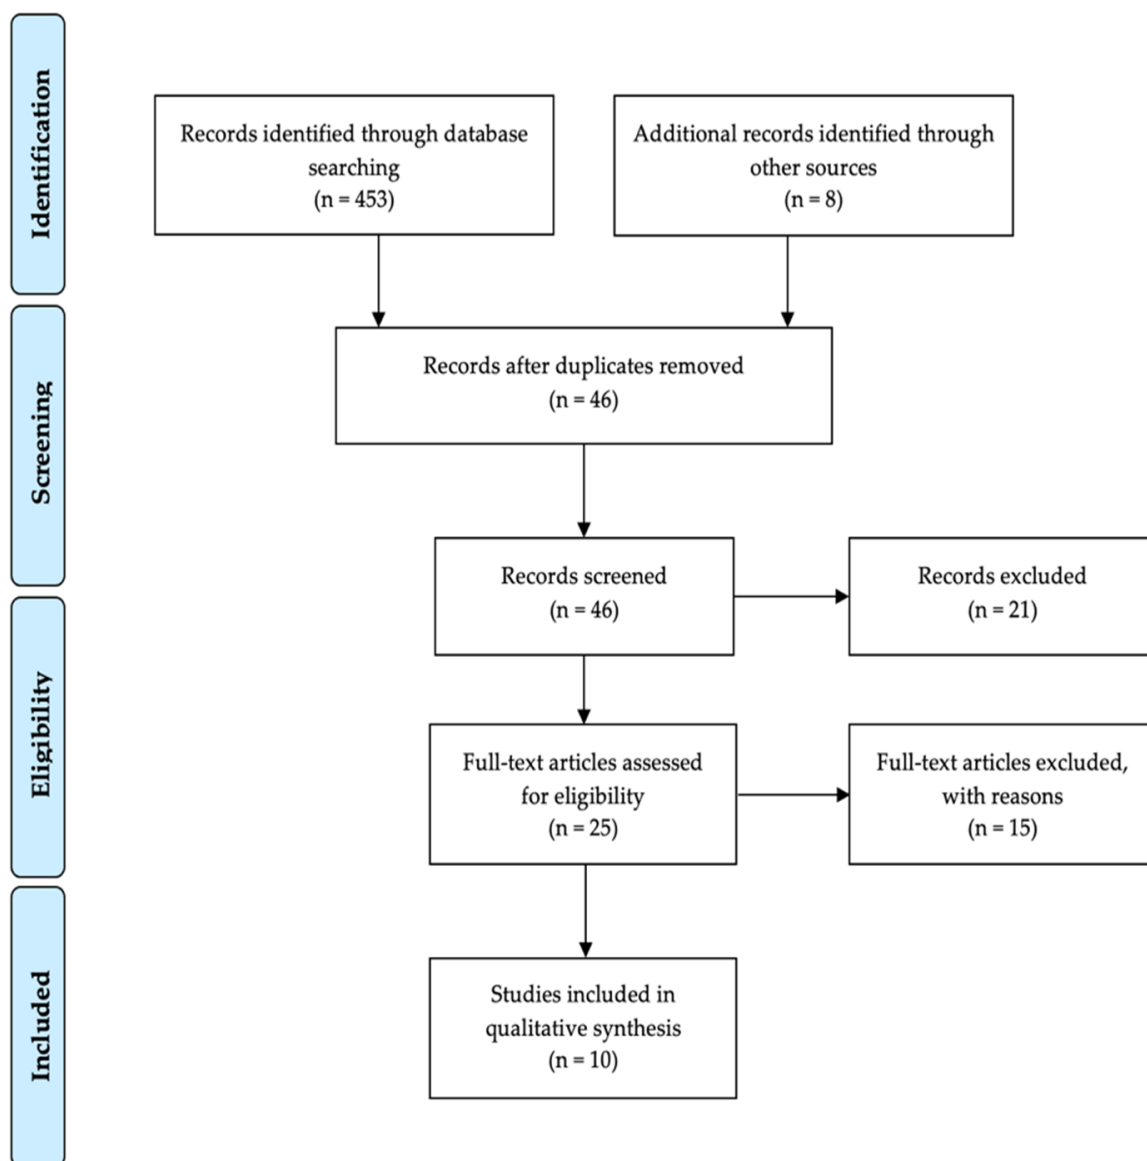 Identification
Records identified through database
searching
(n = 453)
Additional records identified through
other sources
(n = 8)
Screening
Records after duplicates removed
(n = 46)
Records screened
(n = 46)
Records excluded
(n = 21)
Eligibility
Full-text articles assessed
for eligibility
(n = 25)
Full-text articles excluded,
with reasons
(n = 15)
Included
Studies included in
qualitative synthesis
(n = 10)